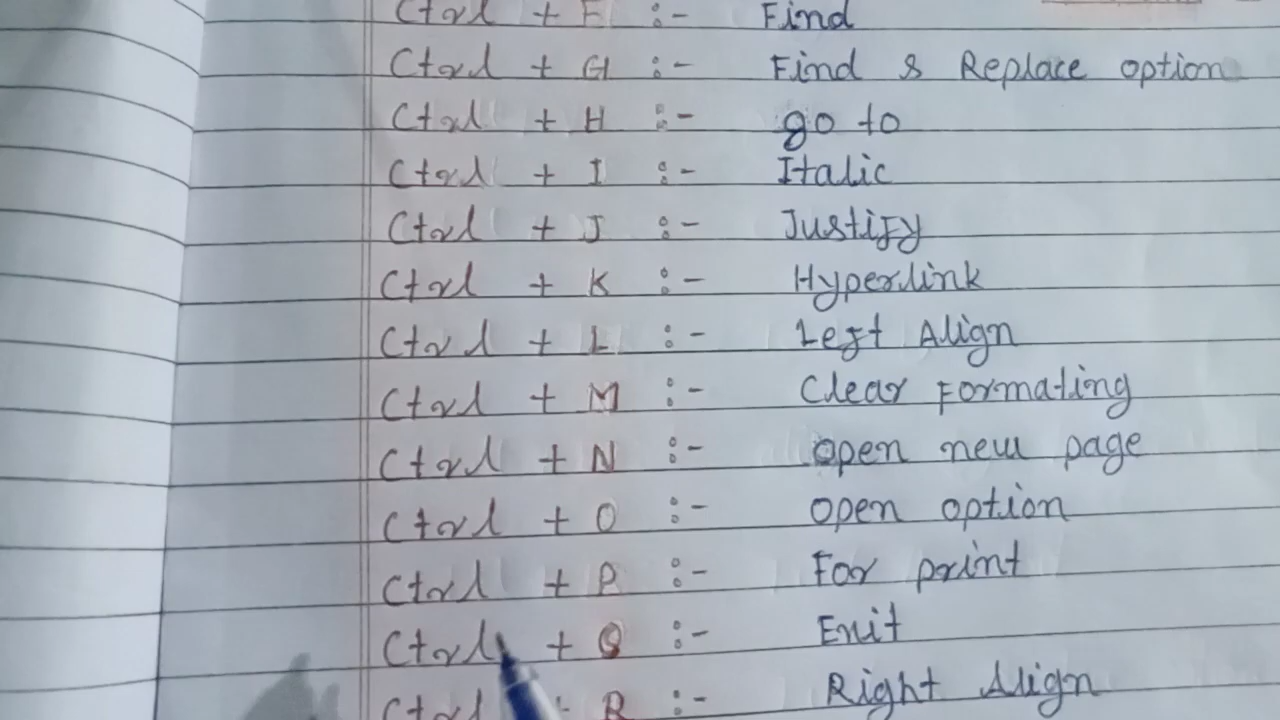 Ctrl + F :- Find
Ctrl + G :- Find & Replace option
Ctrl + H :- go to
Ctrl + I :- Italic
Ctrl + J :- Justify
Ctrl + K :- Hyperlink
Ctrl + L :- Left Align
Ctrl + M :- Clear Formating
Ctrl + N :- open new page
Ctrl + O :- open option
Ctrl + P :- For print
Ctrl + Q :- Exit
Ctrl + R :- Right Align